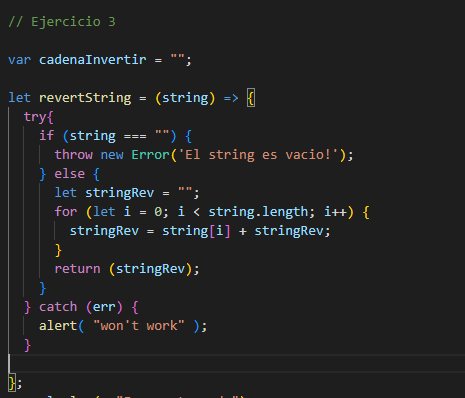 // Ejercicio 3
var cadenaInvertir = "";
let revertString = (string) => {
try{
if (string === "") {
throw new Error('El string es vacio!');
} else {
let stringRev = "";
for (let i = 0; i < string.length; i++) {
stringRev = string[i] + stringRev;
}
return (stringRev);
}
} catch (err) {
alert( "won't work" );
}
};